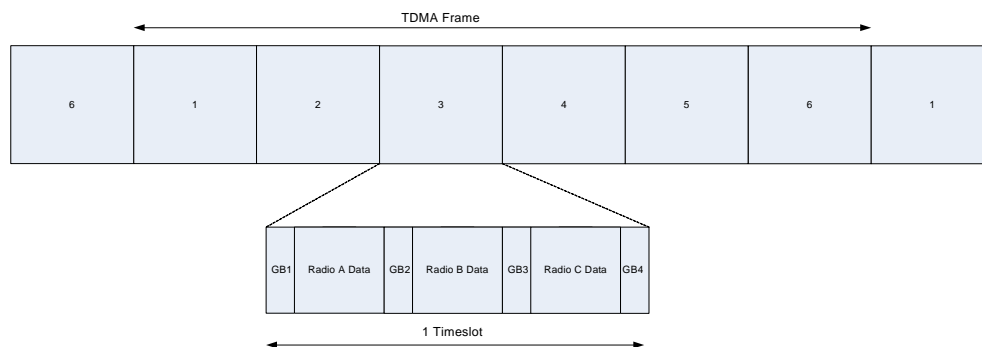 TDMA Frame
6 1 2 3 4 5 6 1
GB1 Radio A Data GB2 Radio B Data GB3 Radio C Data GB4
1 Timeslot